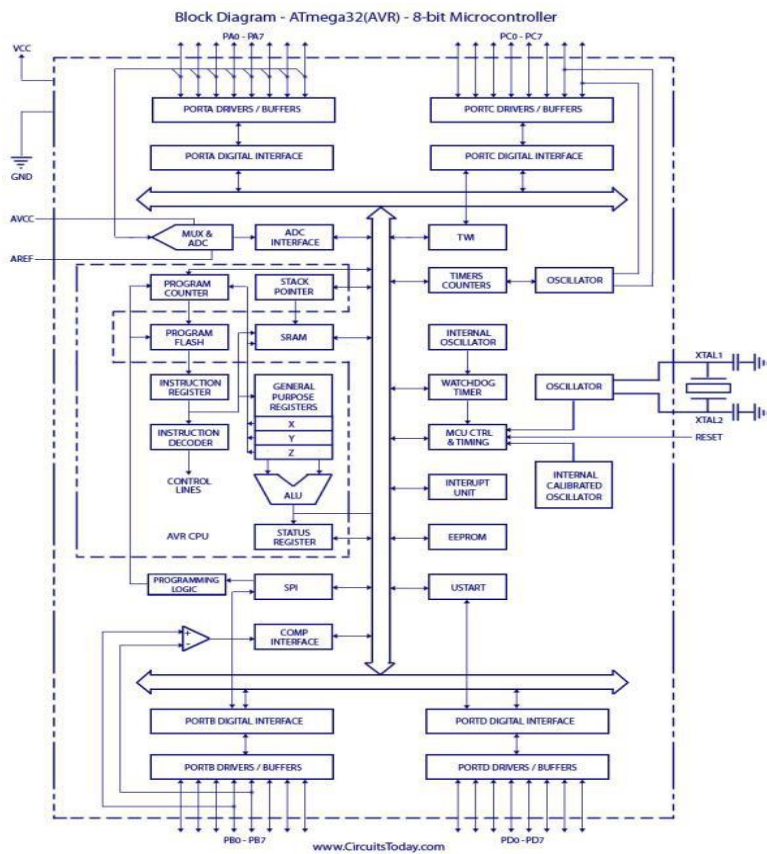 Block Diagram - ATmega32(AVR) - 8-bit Microcontroller
PA0 - PA7
PC0 - PC7
VCC
PORTA DRIVERS / BUFFERS
PORTC DRIVERS / BUFFERS
PORTA DIGITAL INTERFACE
PORTC DIGITAL INTERFACE
GND
AVCC
MUX &
ADC
ADC
INTERFACE
TWI
AREF
PROGRAM
COUNTER
STACK
POINTER
TIMERS
COUNTERS
OSCILLATOR
PROGRAM
FLASH
SRAM
INTERNAL
OSCILLATOR
XTAL1
INSTRUCTION
REGISTER
GENERAL
PURPOSE
REGISTERS
WATCHDOG
TIMER
OSCILLATOR
X
Y
Z
XTAL2
INSTRUCTION
DECODER
MCU CTRL
& TIMING
RESET
CONTROL
LINES
ALU
INTERUPT
UNIT
INTERNAL
CALIBRATED
OSCILLATOR
AVR CPU
STATUS
REGISTER
EEPROM
PROGRAMMING
LOGIC
SPI
USTART
+
-
COMP
INTERFACE
PORTB DIGITAL INTERFACE
PORTD DIGITAL INTERFACE
PORTB DRIVERS / BUFFERS
PORTD DRIVERS / BUFFERS
PB0 - PB7
PD0 - PD7
www.CircuitsToday.com